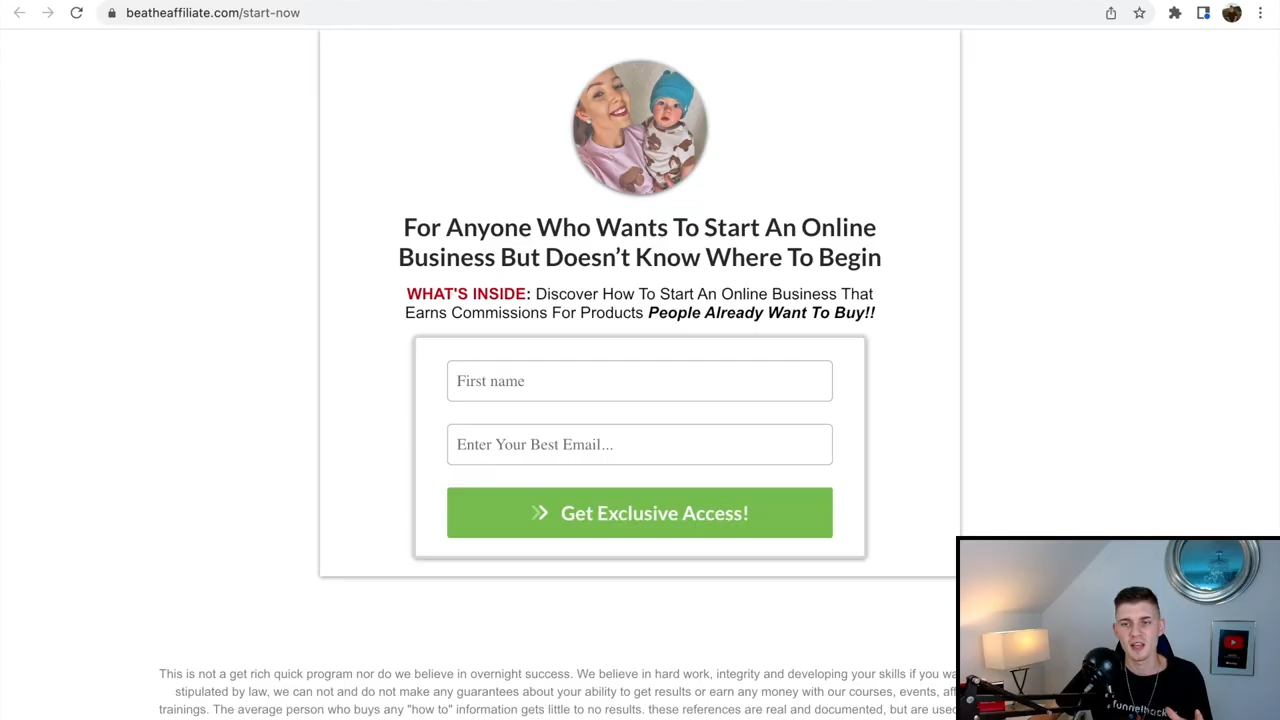 beatheaffiliate.com/start-now
For Anyone Who Wants To Start An Online
Business But Doesn’t Know Where To Begin
WHAT'S INSIDE: Discover How To Start An Online Business That
Earns Commissions For Products People Already Want To Buy!!
First name
Enter Your Best Email...
Get Exclusive Access!
This is not a get rich quick program nor do we believe in overnight success. We believe in hard work, integrity and developing your skills if you
stipulated by law, we can not and do not make any guarantees about your ability to get results or earn any money with our courses, events,
trainings. The average person who buys any "how to" information gets little to no results. these references are real and documented, but are used